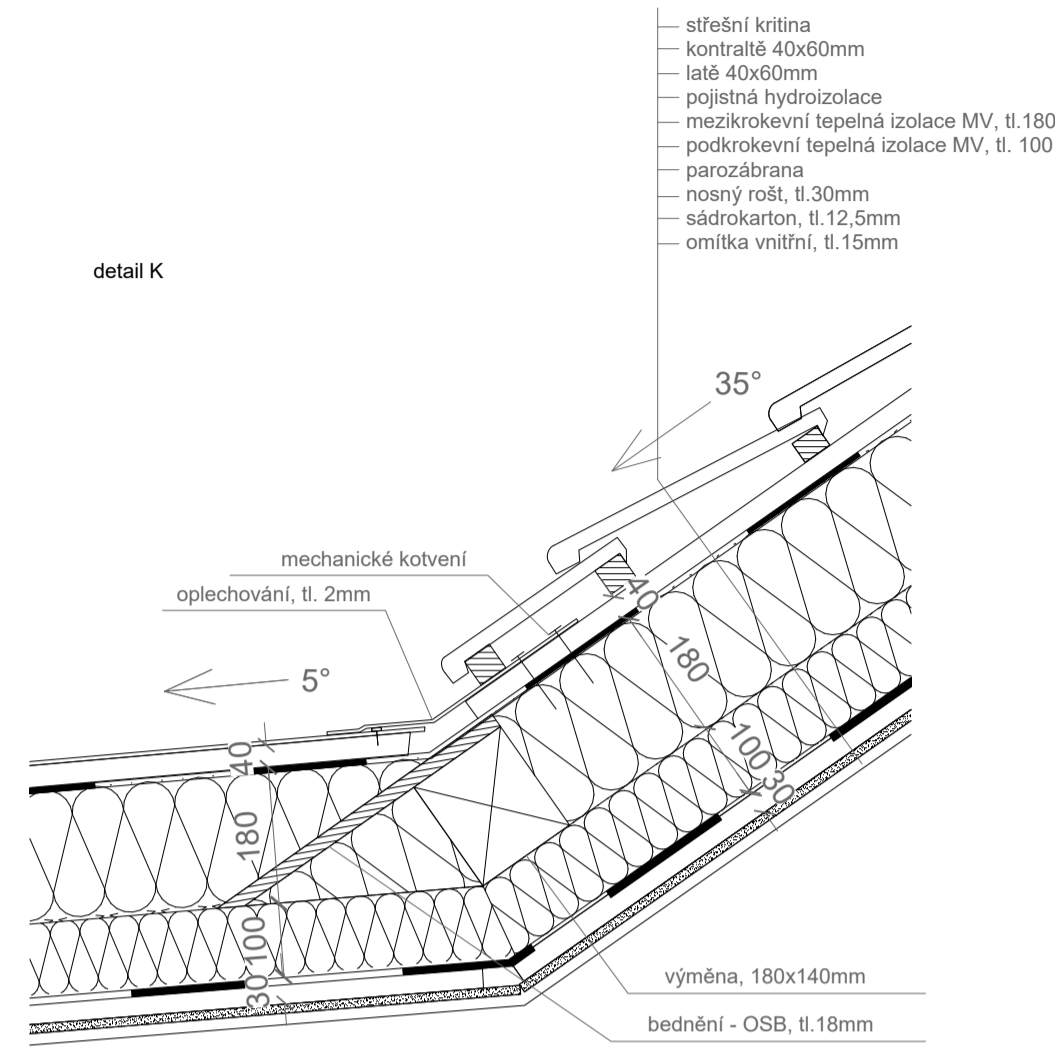 střešní kritina
kontraltě 40x60mm
latě 40x60mm
pojistná hydroizolace
mezikrokevní tepelná izolace MV, tl.180
podkrokevní tepelná izolace MV, tl. 100
parozábrana
nosný rošt, tl.30mm
sádrokarton, tl.12,5mm
omítka vnitřní, tl.15mm
detail K
35°
mechanické kotvení
oplechování, tl. 2mm
5°
40
180
100
30
40
180
100
30
výměna, 180x140mm
bednění - OSB, tl.18mm